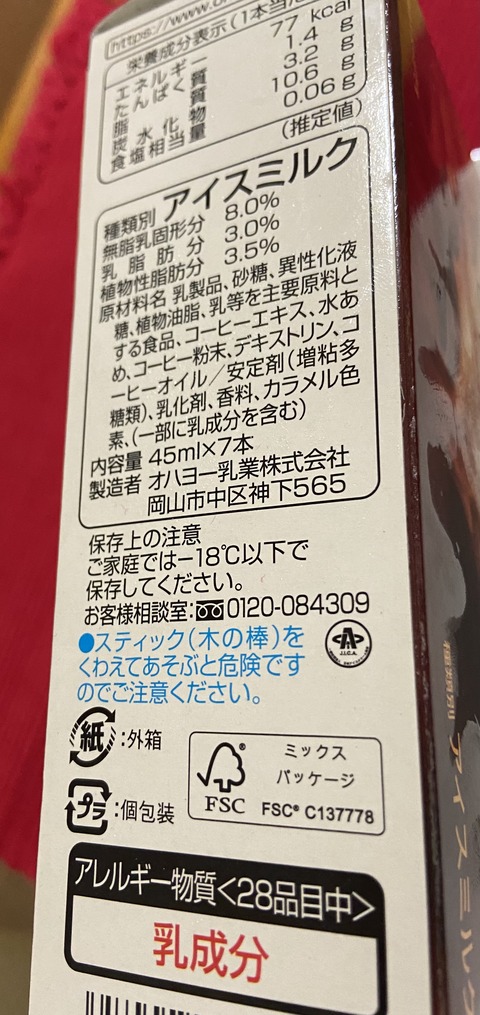 https://www.o
栄養成分表示(1本当た
エネルギー 77 kcal
たんぱく質 1.4 g
脂質 3.2 g
炭水化物 10.6 g
食塩相当量 0.06g
(推定値)
種類別 アイスミルク
無脂乳固形分 8.0%
乳脂肪分 3.0%
植物性脂肪分 3.5%
原材料名 乳製品、砂糖、異性化液
糖、植物油脂、乳等を主要原料と
する食品、コーヒーエキス、水あ
め、コーヒー粉末、デキストリン、コ
ーヒーオイル／安定剤(増粘多
糖類)、乳化剤、香料、カラメル色
素、(一部に乳成分を含む)
内容量 45ml×7本
製造者 オハヨー乳業株式会社
岡山市中区神下565
保存上の注意
ご家庭では-18℃以下で
保存してください。
お客様相談室:0120-084309
●スティック(木の棒)を
くわえてあそぶと危険です
のでご注意ください。
A
J.I.C.A.
紙:外箱
プラ:個包装
FSC®
ミックス
パッケージ
FSC® C137778
アレルギー物質<28品目中>
乳成分
アイスミルク